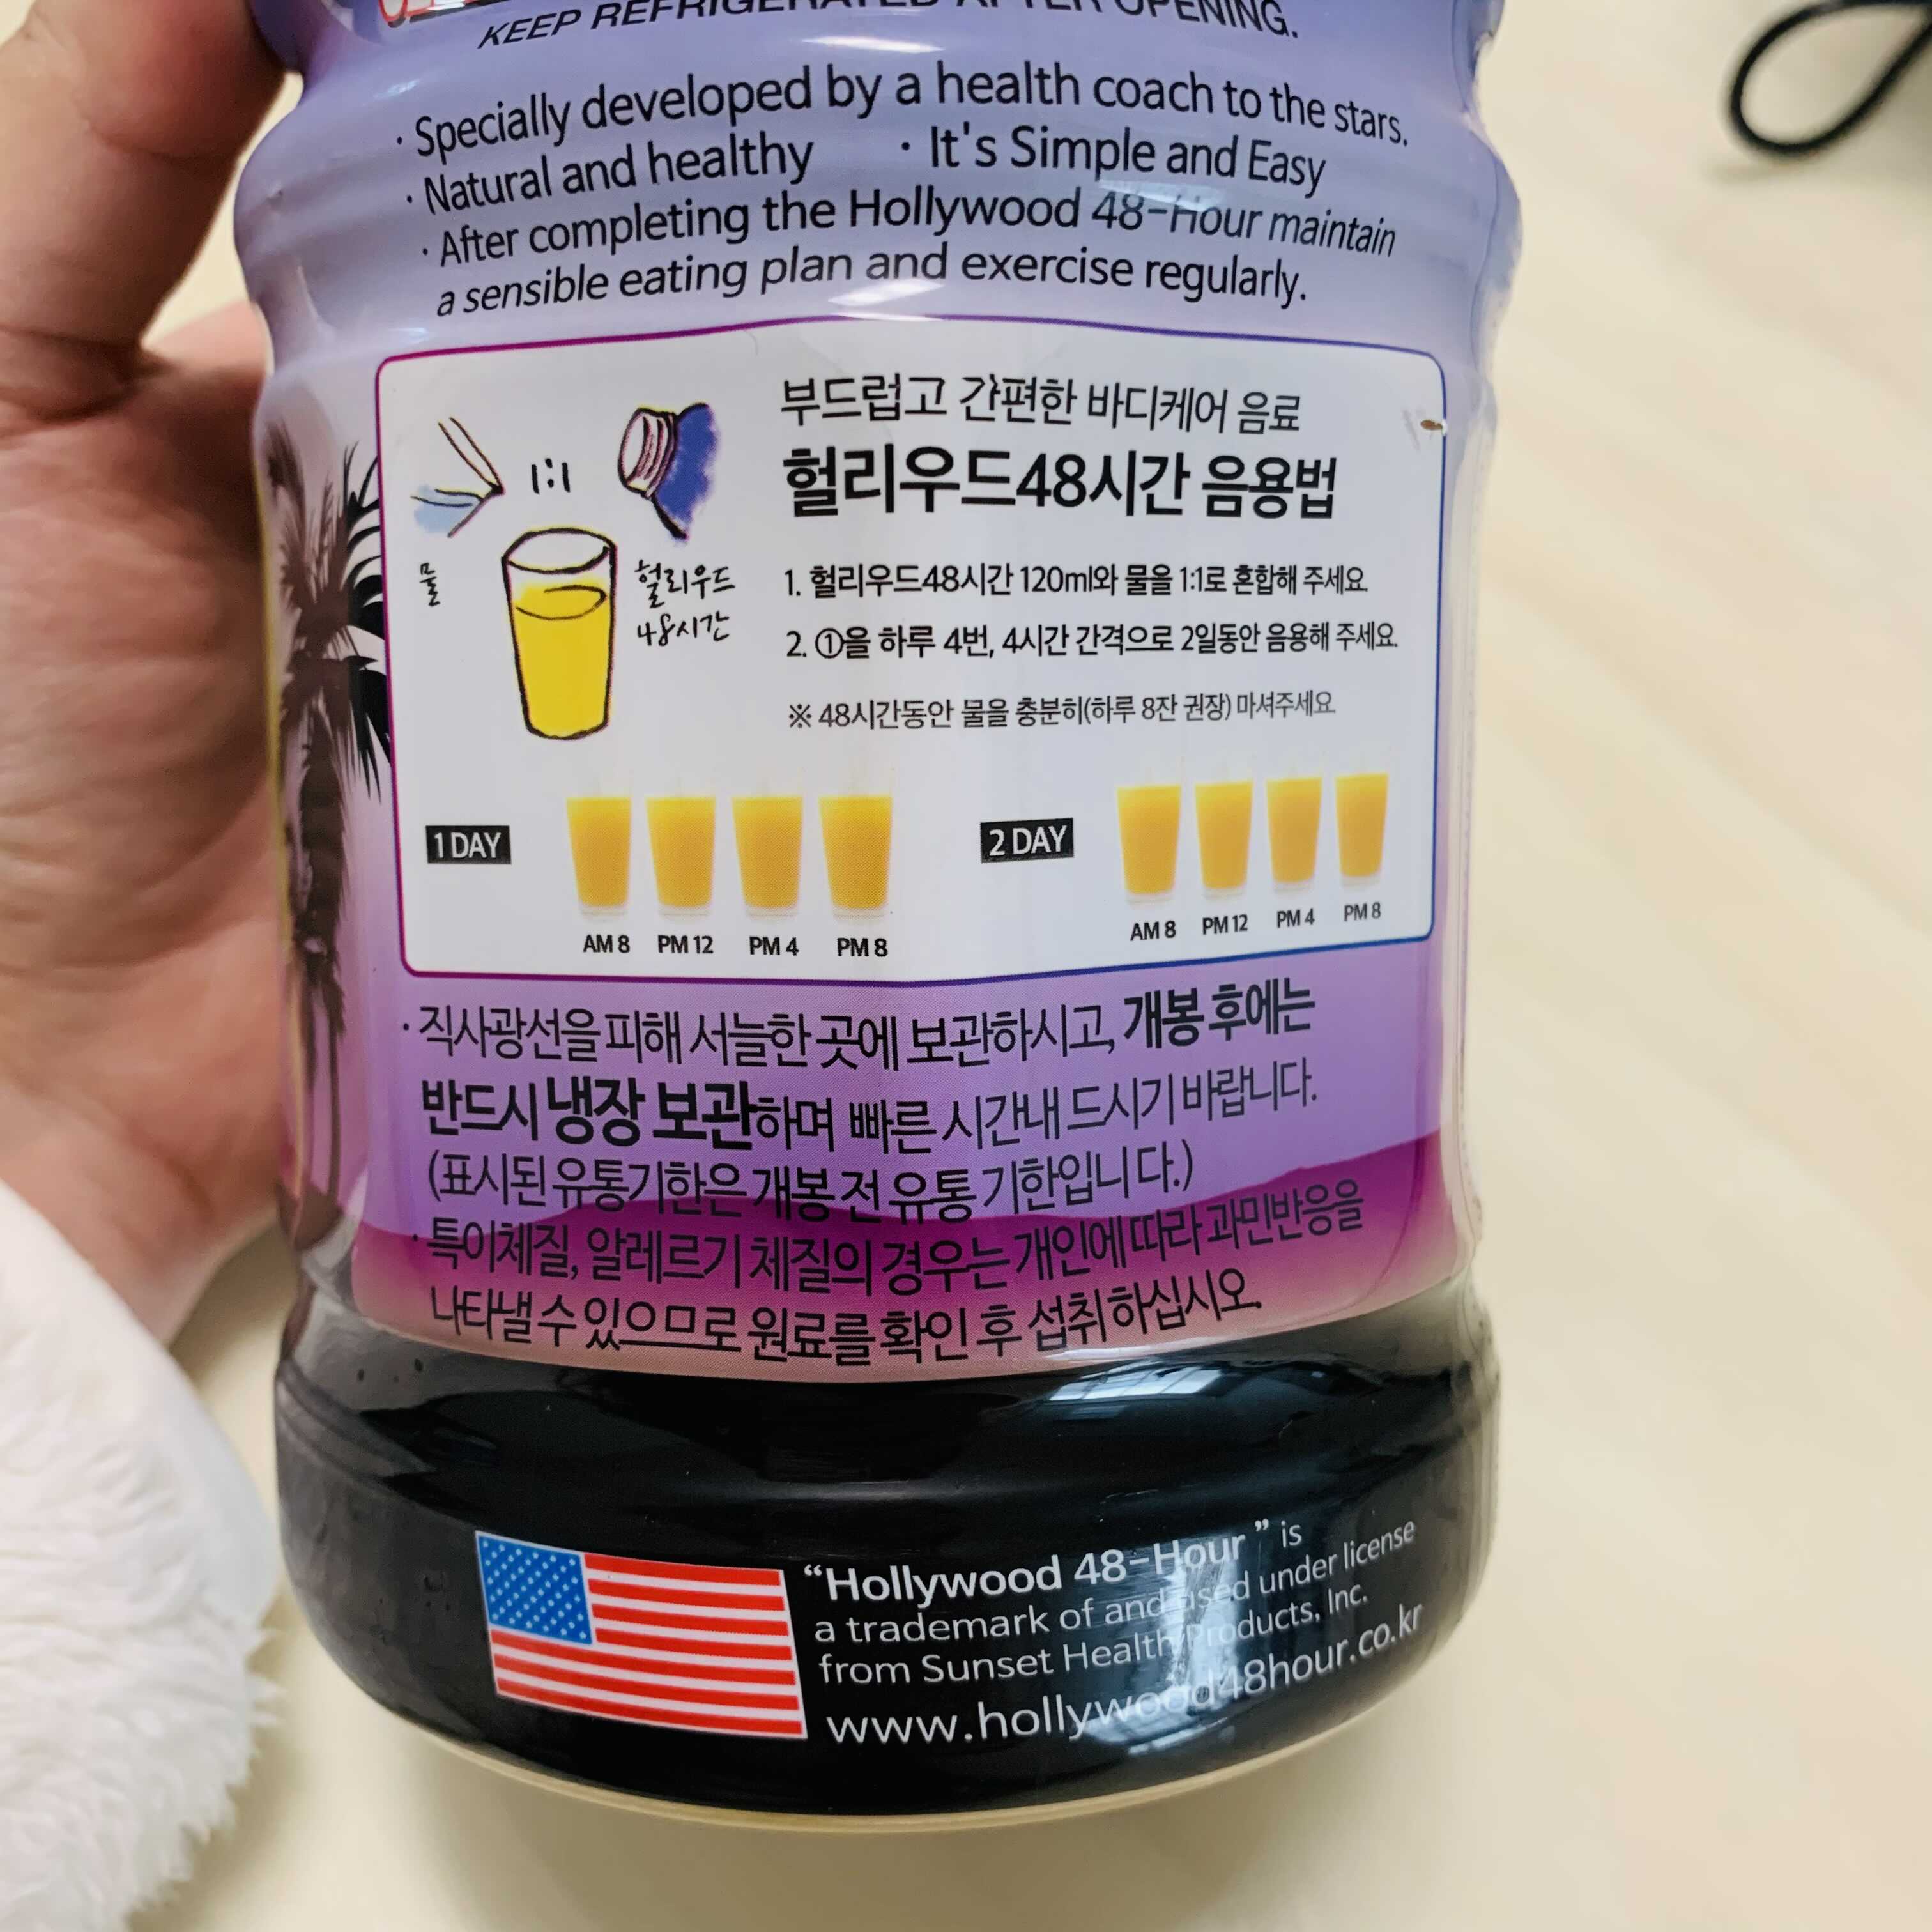 KEEP REFRIGERATED AFTER OPENING.
· Specially developed by a health coach to the stars.
· Natural and healthy · It's Simple and Easy
· After completing the Hollywood 48-Hour maintain
a sensible eating plan and exercise regularly.
부드럽고 간편한 바디케어 음료
헐리우드48시간 음용법
1:1
물
헐리우드
48시간
1. 헐리우드48시간 120ml와 물을 1:1로 혼합해 주세요.
2. ①을 하루 4번, 4시간 간격으로 2일동안 음용해 주세요.
※ 48시간동안 물을 충분히(하루 8잔 권장) 마셔주세요.
1 DAY
AM 8 PM 12 PM 4 PM 8
2 DAY
AM 8 PM 12 PM 4 PM 8
· 직사광선을 피해 서늘한 곳에 보관하시고, 개봉 후에는
반드시 냉장 보관하며 빠른 시간내 드시기 바랍니다.
(표시된 유통기한은 개봉 전 유통 기한입니다.)
· 특이체질, 알레르기 체질의 경우는 개인에 따라 과민반응을
나타낼 수 있으므로 원료를 확인 후 섭취 하십시오.
“Hollywood 48-Hour” is
a trademark of and used under license
from Sunset Health Products, Inc.
www.hollywood48hour.co.kr